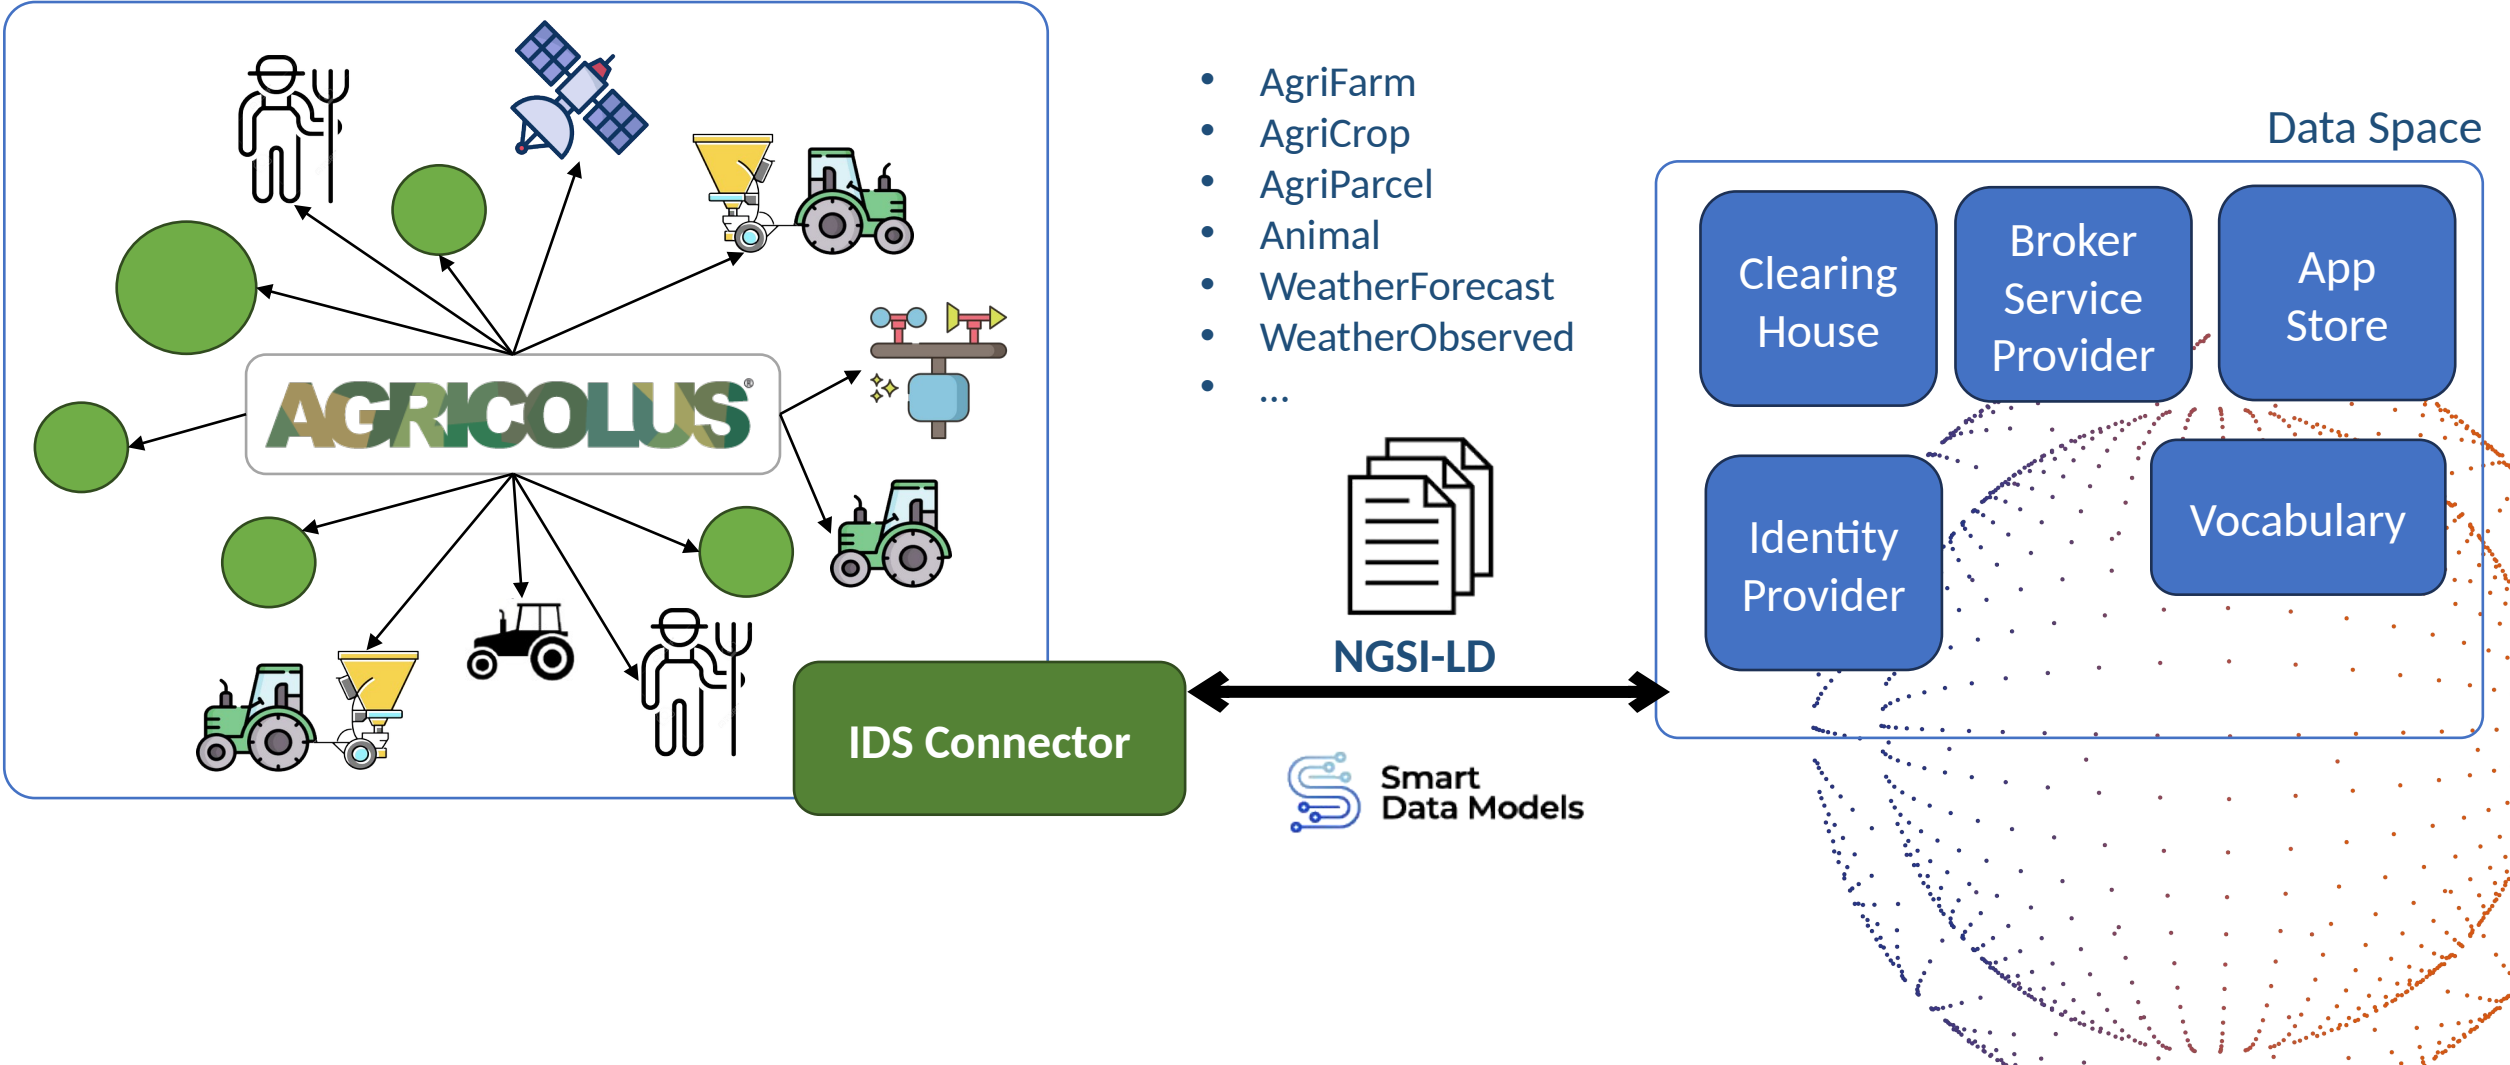 AGRICOLUS®
IDS Connector
• AgriFarm
• AgriCrop
• AgriParcel
• Animal
• WeatherForecast
• WeatherObserved
• ...
NGSI-LD
Smart
Data Models
Data Space
Clearing
House
Broker
Service
Provider
App
Store
Identity
Provider
Vocabulary